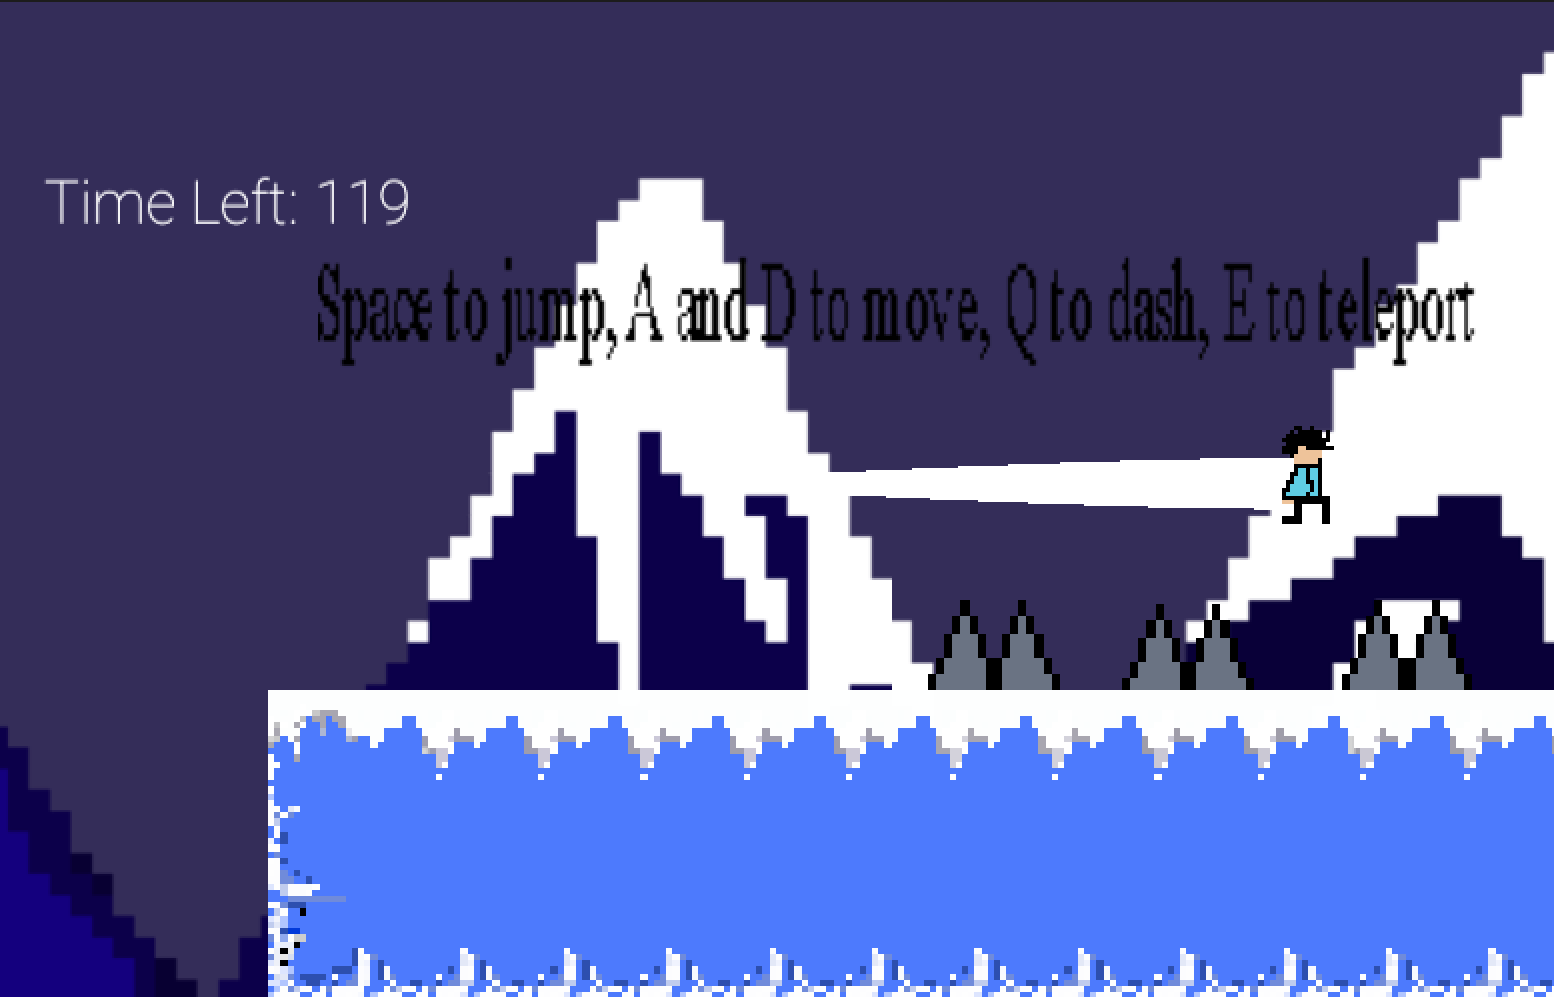 Time Left: 119
Space to jump, A and D to move, Q to dash, E to teleport